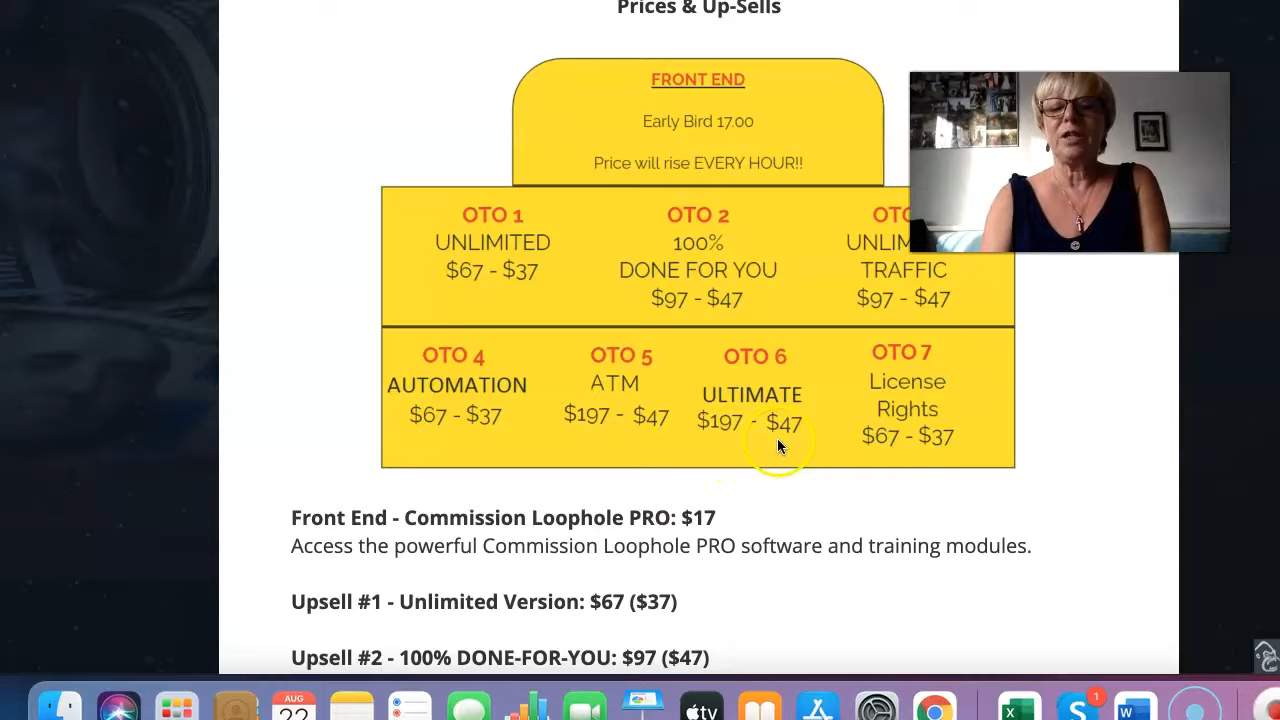 Prices & Up-Sells
FRONT END
Early Bird 17.00
Price will rise EVERY HOUR!!
OTO 1
UNLIMITED
$67 - $37
OTO 2
100%
DONE FOR YOU
$97 - $47
TRAFFIC
$97 - $47
OTO 4
AUTOMATION
$67 - $37
OTO 5
ATM
$197 - $47
OTO 6
ULTIMATE
$197 - $47
OTO 7
License
Rights
$67 - $37
Front End - Commission Loophole PRO: $17
Access the powerful Commission Loophole PRO software and training modules.
Upsell #1 - Unlimited Version: $67 ($37)
Upsell #2 - 100% DONE-FOR-YOU: $97 ($47)
AUG
22
tv
1